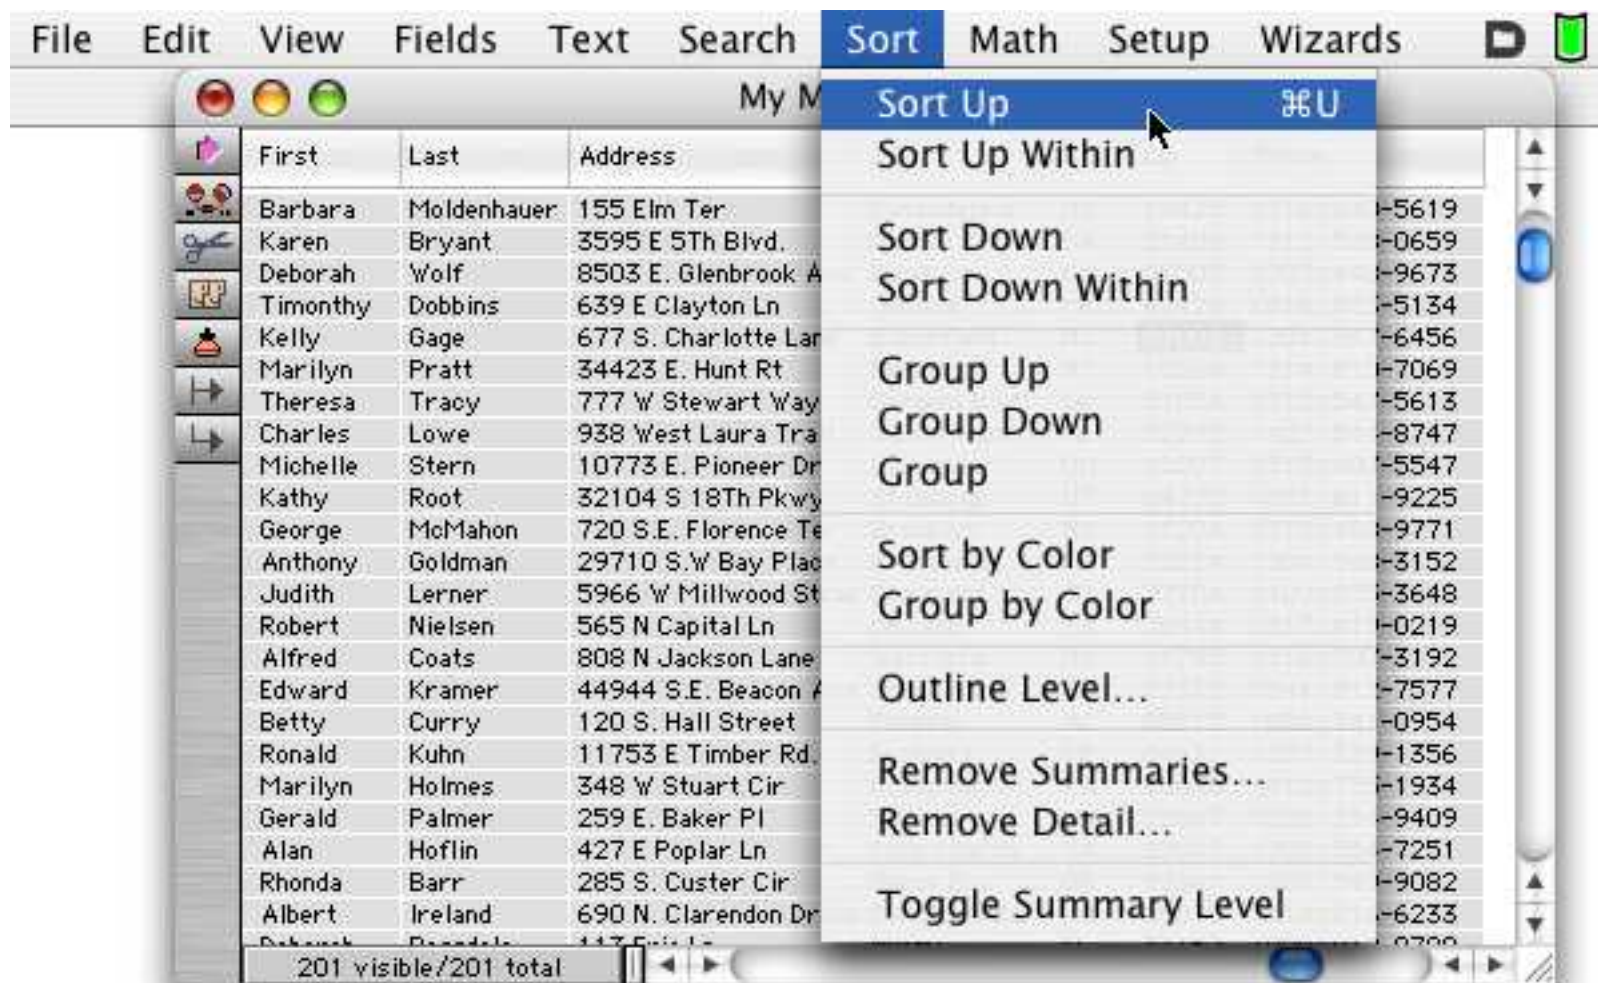 File Edit View Fields Text Search Sort Math Setup Wizards
My M
Sort Up ⌘U
Sort Up Within
Sort Down
Sort Down Within
Group Up
Group Down
Group
Sort by Color
Group by Color
Outline Level...
Remove Summaries...
Remove Detail...
Toggle Summary Level
First Last Address
Barbara Moldenhauer 155 Elm Ter -5619
Karen Bryant 3595 E 5Th Blvd. -0659
Deborah Wolf 8503 E. Glenbrook A -9673
Timonthy Dobbins 639 E Clayton Ln -5134
Kelly Gage 677 S. Charlotte Lar -6456
Marilyn Pratt 34423 E. Hunt Rt -7069
Theresa Tracy 777 W Stewart Way -5613
Charles Lowe 938 West Laura Tra -8747
Michelle Stern 10773 E. Pioneer Dr -5547
Kathy Root 32104 S 18Th Pkwy -9225
George McMahon 720 S.E. Florence Te -9771
Anthony Goldman 29710 S.W Bay Plac -3152
Judith Lerner 5966 W Millwood St -3648
Robert Nielsen 565 N Capital Ln -0219
Alfred Coats 808 N Jackson Lane -3192
Edward Kramer 44944 S.E. Beacon A -7577
Betty Curry 120 S. Hall Street -0954
Ronald Kuhn 11753 E Timber Rd. -1356
Marilyn Holmes 348 W Stuart Cir -1934
Gerald Palmer 259 E. Baker Pl -9409
Alan Hoflin 427 E Poplar Ln -7251
Rhonda Barr 285 S. Custer Cir -9082
Albert Ireland 690 N. Clarendon Dr -6233
201 visible/201 total